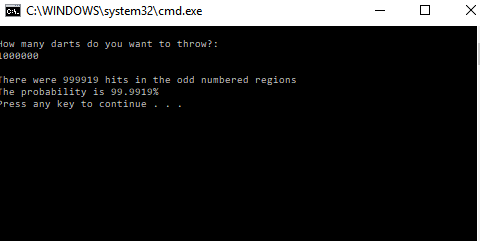 C:\WINDOWS\system32\cmd.exe
How many darts do you want to throw?:
1000000
There were 999919 hits in the odd numbered regions
The probability is 99.9919%
Press any key to continue . . .